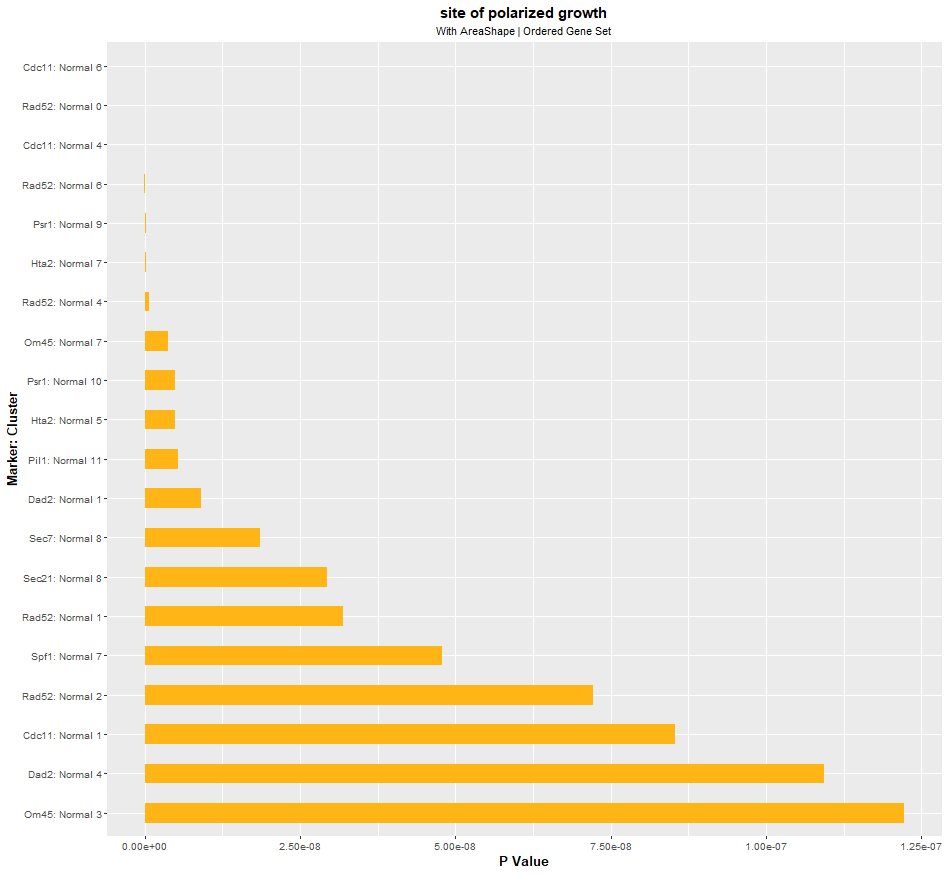 site of polarized growth
With AreaShape | Ordered Gene Set
Cdc11: Normal 6
Rad52: Normal 0
Cdc11: Normal 4
Rad52: Normal 6
Psr1: Normal 9
Hta2: Normal 7
Rad52: Normal 4
Om45: Normal 7
Psr1: Normal 10
Hta2: Normal 5
Pil1: Normal 11
Dad2: Normal 1
Sec7: Normal 8
Sec21: Normal 8
Rad52: Normal 1
Spf1: Normal 7
Rad52: Normal 2
Cdc11: Normal 1
Dad2: Normal 4
Om45: Normal 3
Marker: Cluster
0.00e+00 2.50e-08 5.00e-08 7.50e-08 1.00e-07 1.25e-07
P Value